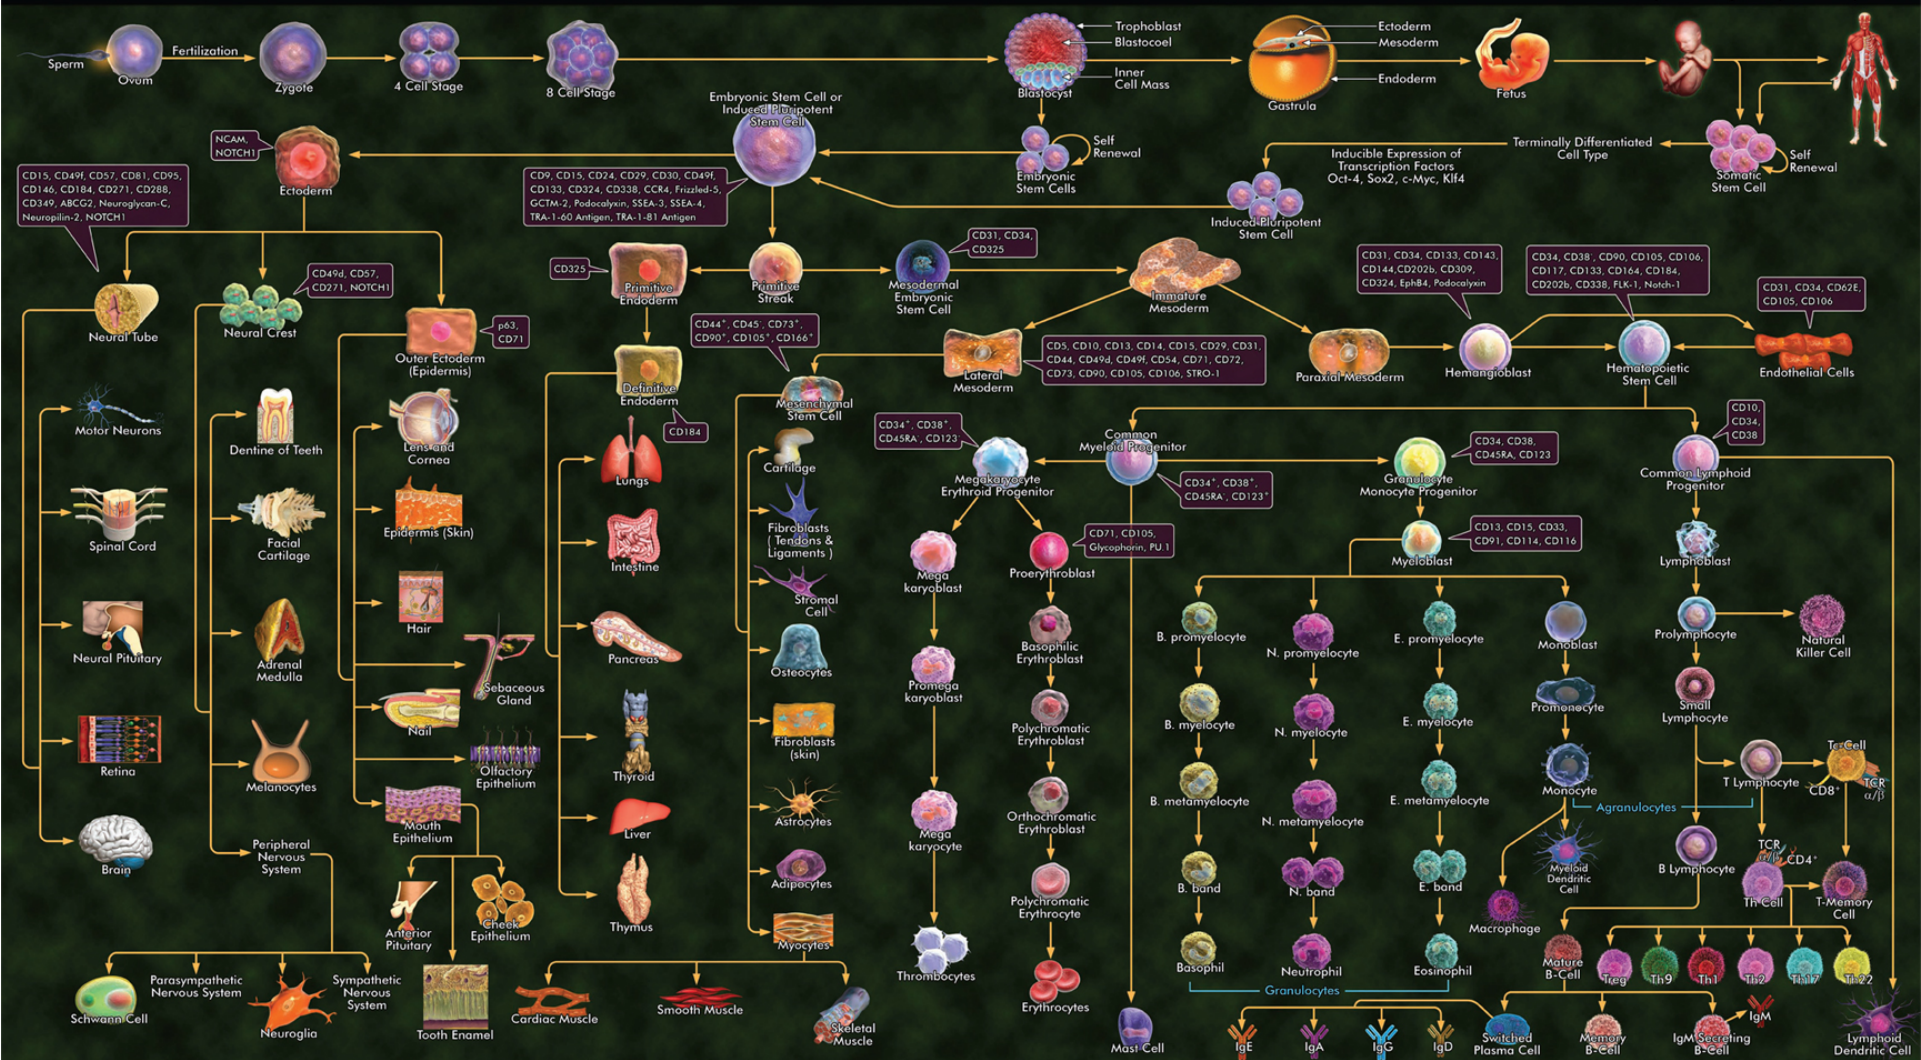 Sperm
Ovum
Fertilization
Zygote
4 Cell Stage
8 Cell Stage
Trophoblast
Blastocoel
Inner
Cell Mass
Blastocyst
Ectoderm
Mesoderm
Endoderm
Gastrula
Fetus
Embryonic Stem Cell or
Induced Pluripotent
Stem Cell
Self
Renewal
Embryonic
Stem Cells
Induced Pluripotent
Stem Cell
Inducible Expression of
Transcription Factors
Oct-4, Sox2, c-Myc, Klf4
Terminally Differentiated
Cell Type
Somatic
Stem Cell
Self
Renewal
NCAM,
NOTCH1
Ectoderm
CD15, CD49f, CD57, CD81, CD95,
CD146, CD184, CD271, CD288,
CD349, ABCG2, Neuroglycan-C,
Neuropilin-2, NOTCH1
CD9, CD15, CD24, CD29, CD30, CD49f,
CD133, CD324, CD338, CCR4, Frizzled-5,
GCTM-2, Podocalyxin, SSEA-3, SSEA-4,
TRA-1-60 Antigen, TRA-1-81 Antigen
CD49d, CD57,
CD271, NOTCH1
Neural Tube
Neural Crest
Outer Ectoderm
(Epidermis)
p63,
CD71
CD325
Primitive
Endoderm
Primitive
Streak
Mesodermal
Embryonic
Stem Cell
CD31, CD34,
CD325
Immature
Mesoderm
CD31, CD34, CD133, CD143,
CD144,CD202b, CD309,
CD324, EphB4, Podocalyxin
CD34, CD38-, CD90, CD105, CD106,
CD117, CD133, CD164, CD184,
CD202b, CD338, FLK-1, Notch-1
CD31, CD34, CD62E,
CD105, CD106
CD44+, CD45-, CD73+,
CD90+, CD105+, CD166+
Definitive
Endoderm
CD184
Mesenchymal
Stem Cell
Lateral
Mesoderm
CD5, CD10, CD13, CD14, CD15, CD29, CD31,
CD44, CD49d, CD49f, CD54, CD71, CD72,
CD73, CD90, CD105, CD106, STRO-1
Paraxial Mesoderm
Hemangioblast
Hematopoietic
Stem Cell
Endothelial Cells
Motor Neurons
Spinal Cord
Neural Pituitary
Retina
Brain
Dentine of Teeth
Facial
Cartilage
Adrenal
Medulla
Melanocytes
Peripheral
Nervous
System
Schwann Cell
Parasympathetic
Nervous System
Neuroglia
Sympathetic
Nervous
System
Lens and
Cornea
Epidermis (Skin)
Hair
Sebaceous
Gland
Nail
Olfactory
Epithelium
Mouth
Epithelium
Anterior
Pituitary
Cheek
Epithelium
Tooth Enamel
Lungs
Intestine
Pancreas
Thyroid
Liver
Thymus
Cartilage
Fibroblasts
( Tendons &
Ligaments )
Stromal
Cell
Osteocytes
Fibroblasts
(skin)
Astrocytes
Adipocytes
Myocytes
Cardiac Muscle
Smooth Muscle
Skeletal
Muscle
CD34+, CD38+,
CD45RA-, CD123-
Megakaryocyte
Erythroid Progenitor
Common
Myeloid Progenitor
CD34+, CD38+,
CD45RA-, CD123+
Granulocyte
Monocyte Progenitor
CD34, CD38,
CD45RA, CD123
CD10,
CD34,
CD38
Common Lymphoid
Progenitor
Mega
karyoblast
Promega
karyoblast
Mega
karyocyte
Thrombocytes
Proerythroblast
CD71, CD105,
Glycophorin, PU.1
Basophilic
Erythroblast
Polychromatic
Erythroblast
Orthochromatic
Erythroblast
Polychromatic
Erythrocyte
Erythrocytes
Mast Cell
Myeloblast
CD13, CD15, CD33,
CD91, CD114, CD116
B. promyelocyte
B. myelocyte
B. metamyelocyte
B. band
Basophil
N. promyelocyte
N. myelocyte
N. metamyelocyte
N. band
Neutrophil
E. promyelocyte
E. myelocyte
E. metamyelocyte
E. band
Eosinophil
Granulocytes
Monoblast
Promonocyte
Monocyte
Agranulocytes
Myeloid
Dendritic
Cell
Macrophage
Lymphoblast
Prolymphocyte
Natural
Killer Cell
Small
Lymphocyte
T Lymphocyte
Tc-Cell
CD8+
TCR
α/β
B Lymphocyte
TCR
α/β
CD4+
Th Cell
T-Memory
Cell
Mature
B-Cell
Treg
Th9
Th1
Th2
Th17
Th22
IgE
IgA
IgG
IgD
Switched
Plasma Cell
Memory
B-Cell
IgM Secreting
B-Cell
IgM
Lymphoid
Dendritic Cell